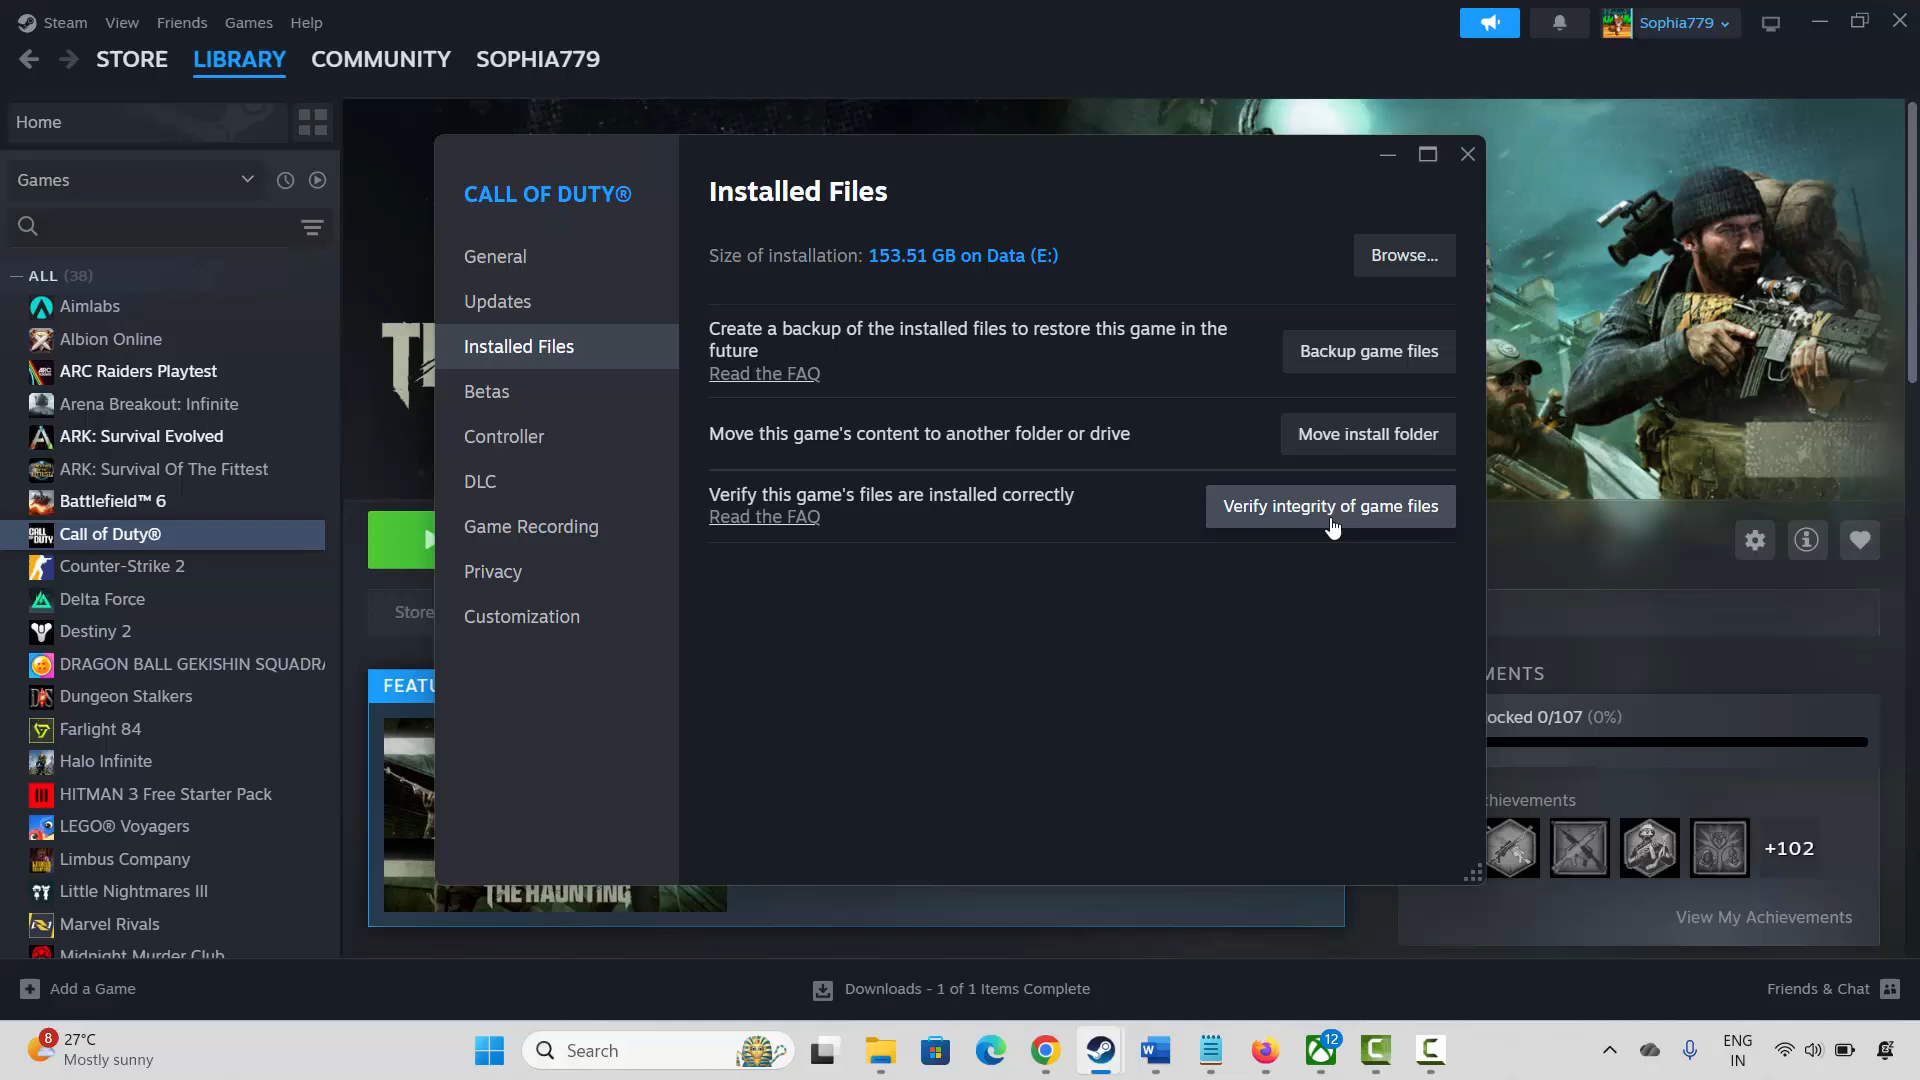 Steam View Friends Games Help
Sophia779
STORE LIBRARY COMMUNITY SOPHIA779
Home
Games
ALL (38)
Aimlabs
Albion Online
ARC Raiders Playtest
Arena Breakout: Infinite
ARK: Survival Evolved
ARK: Survival Of The Fittest
Battlefield™ 6
Call of Duty®
Counter-Strike 2
Delta Force
Destiny 2
DRAGON BALL GEKISHIN SQUADRA
Dungeon Stalkers
Farlight 84
Halo Infinite
HITMAN 3 Free Starter Pack
LEGO® Voyagers
Limbus Company
Little Nightmares III
Marvel Rivals
Midnight Murder Club
CALL OF DUTY®
General
Updates
Installed Files
Betas
Controller
DLC
Game Recording
Privacy
Customization
Installed Files
Size of installation: 153.51 GB on Data (E:)
Browse...
Create a backup of the installed files to restore this game in the
future
Read the FAQ
Backup game files
Move this game's content to another folder or drive
Move install folder
Verify this game's files are installed correctly
Read the FAQ
Verify integrity of game files
Store
FEATU
THE HAUNTING
MENTS
ocked 0/107 (0%)
chievements
+102
View My Achievements
Add a Game
Downloads - 1 of 1 Items Complete
Friends & Chat
8
27°C
Mostly sunny
Search
12
ENG
IN